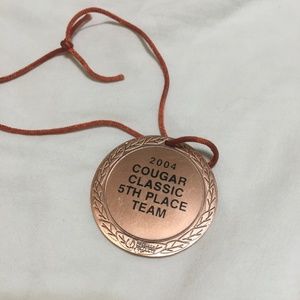 2004
COUGAR
CLASSIC
5TH PLACE
TEAM